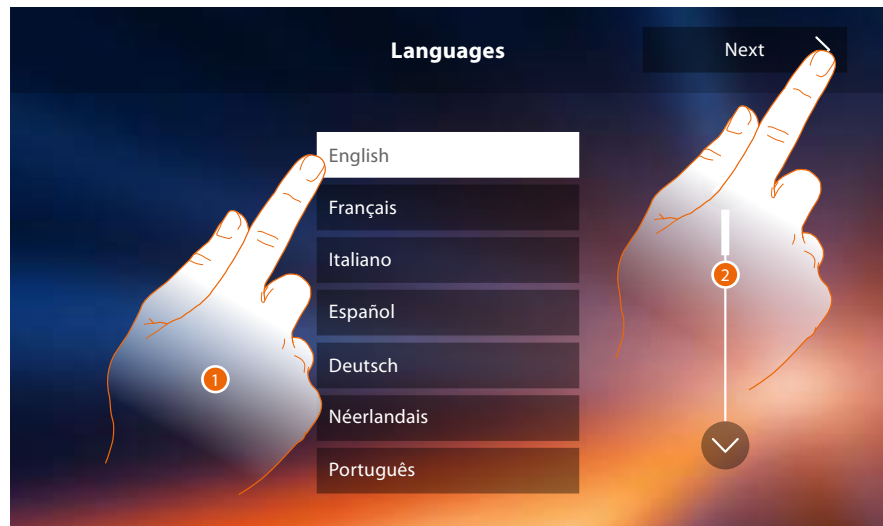 Languages
Next
English
Français
Italiano
Español
2
Deutsch
1
Néerlandais
Português